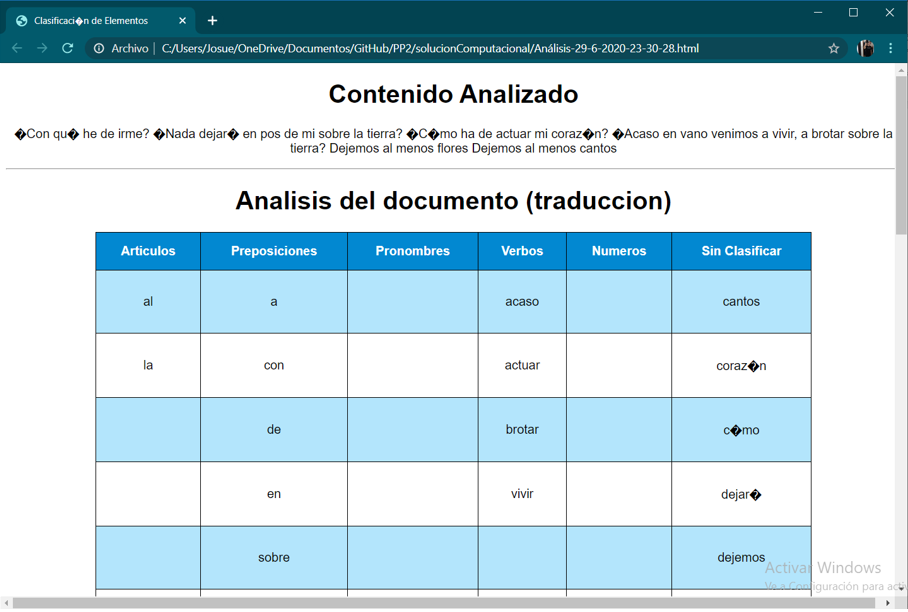 Clasificaci�n de Elementos
Archivo | C:/Users/Josue/OneDrive/Documentos/GitHub/PP2/solucionComputacional/Análisis-29-6-2020-23-30-28.html
Contenido Analizado
�Con qu� he de irme? �Nada dejar� en pos de mi sobre la tierra? �C�mo ha de actuar mi coraz�n? �Acaso en vano venimos a vivir, a brotar sobre la
tierra? Dejemos al menos flores Dejemos al menos cantos
Analisis del documento (traduccion)
Articulos Preposiciones Pronombres Verbos Numeros Sin Clasificar
al a acaso cantos
la con actuar coraz�n
de brotar c�mo
en vivir dejar�
sobre dejemos
Activar Windows
Ve a Configuración para